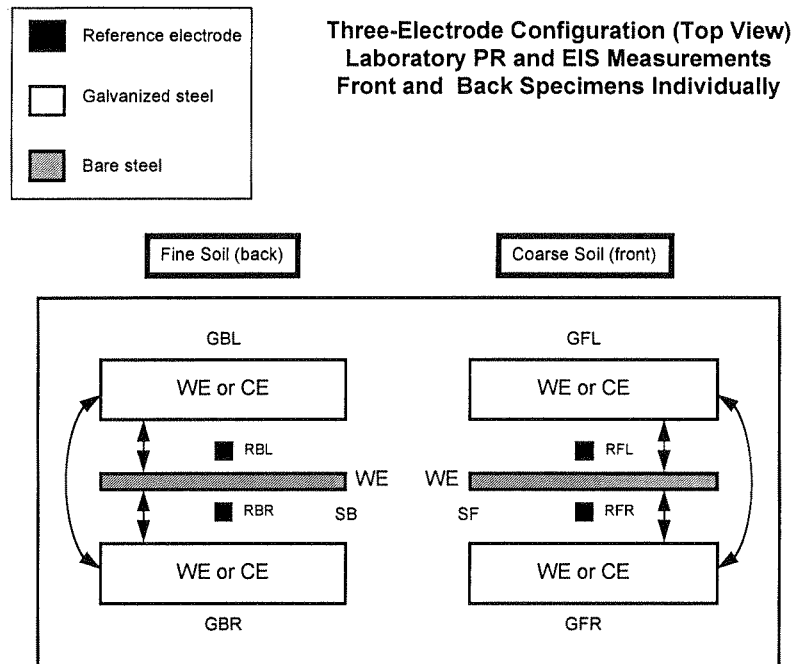 Reference electrode
Galvanized steel
Bare steel
Three-Electrode Configuration (Top View)
Laboratory PR and EIS Measurements
Front and Back Specimens Individually
Fine Soil (back)
Coarse Soil (front)
GBL
GFL
WE or CE
WE or CE
RBL
RFL
WE
WE
RBR
SB
SF
RFR
WE or CE
WE or CE
GBR
GFR